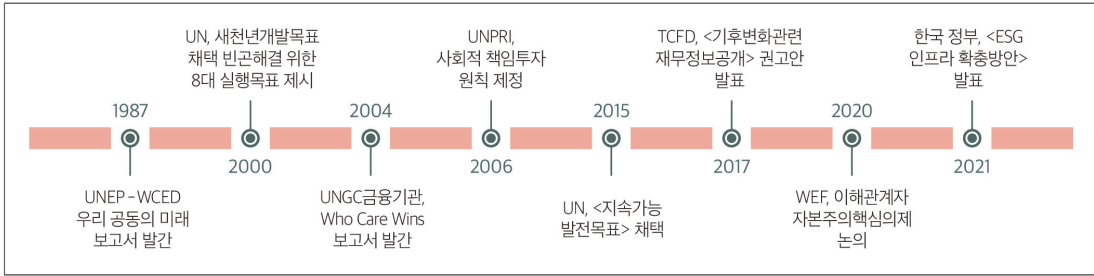 UN, 새천년개발목표
채택 빈곤해결 위한
8대 실행목표 제시
UNPRI,
사회적 책임투자
원칙 제정
TCFD, <기후변화관련
재무정보공개> 권고안
발표
한국 정부, <ESG
인프라 확충방안>
발표
1987
2004
2015
2020
2000
2006
2017
2021
UNEP-WCED
우리 공동의 미래
보고서 발간
UNGC금융기관,
Who Care Wins
보고서 발간
UN, <지속가능
발전목표> 채택
WEF, 이해관계자
자본주의핵심의제
논의